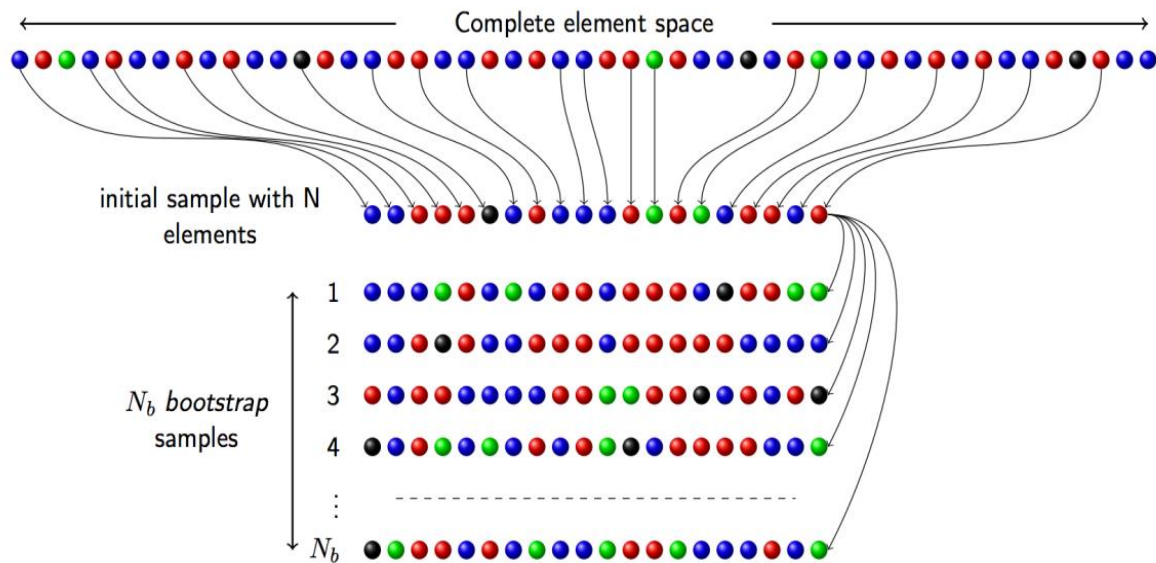 Complete element space
initial sample with N
elements
1
2
3
N_b bootstrap
samples
4
⋮
N_b